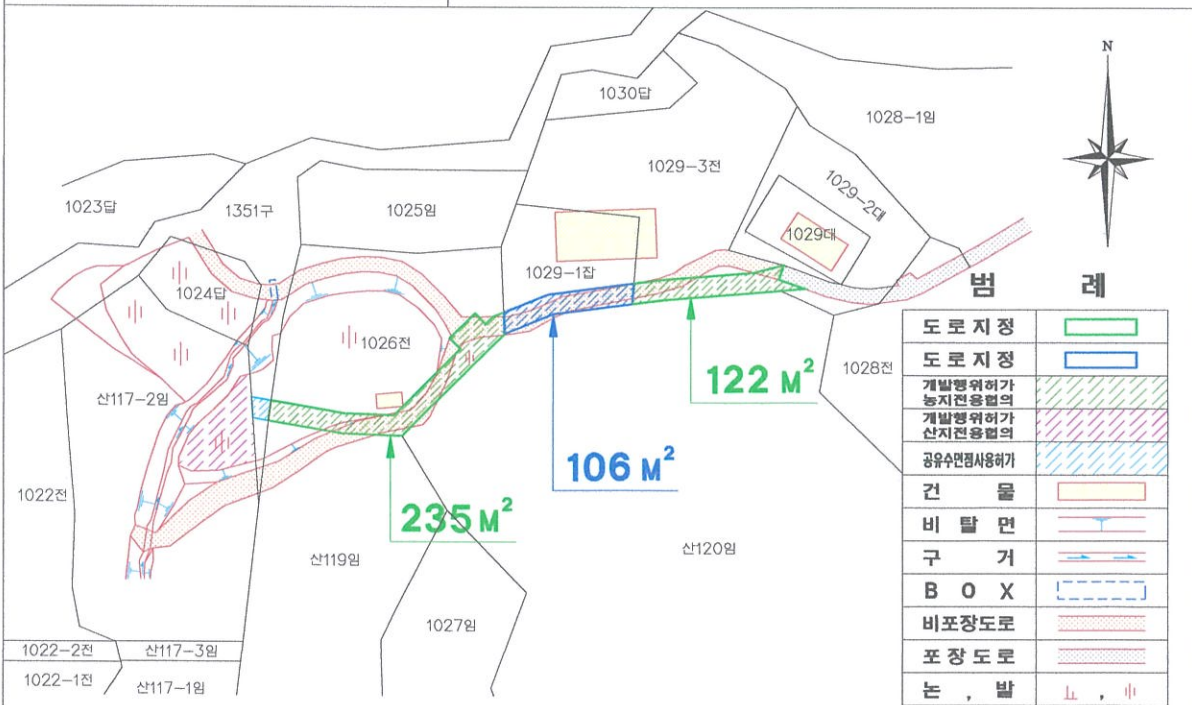 N
1030답
1028-1임
1029-3전
1029-2대
1023답
1351구
1025임
1029대
1029-1잡
1024답
범 례
1026전
도로지정
도로지정
1028전
122 M²
개발행위허가
농지전용협의
산117-2임
개발행위허가
산지전용협의
106 M²
공유수면점사용허가
1022전
건 물
235 M²
비탈면
산120임
산119임
구 거
BOX
1027임
비포장도로
1022-2전
산117-3임
포장도로
1022-1전
산117-1임
논 , 밭